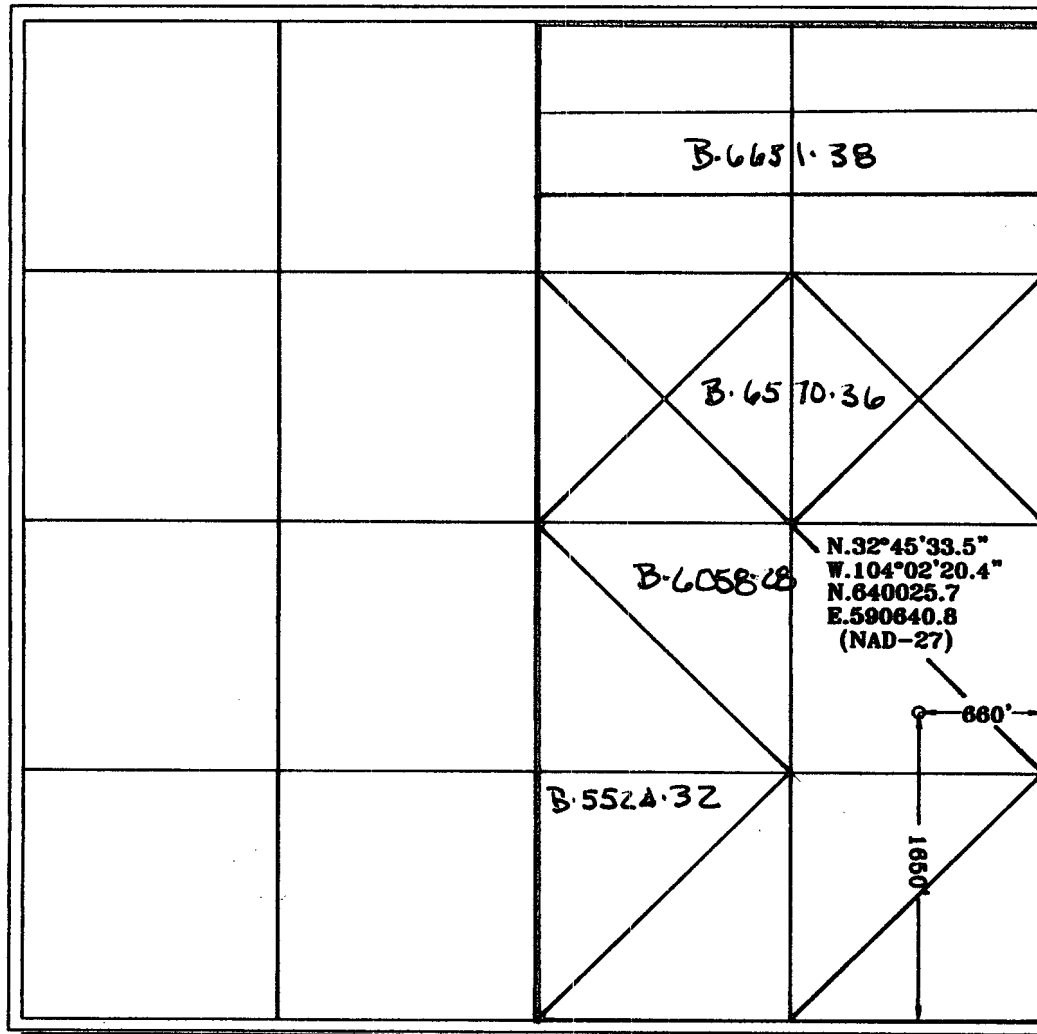 B-6651-38
B-6570-36
N.32°45'33.5"
W.104°02'20.4"
N.640025.7
E.590640.8
(NAD-27)
B-6058-28
660'
B-5524-32
1650'